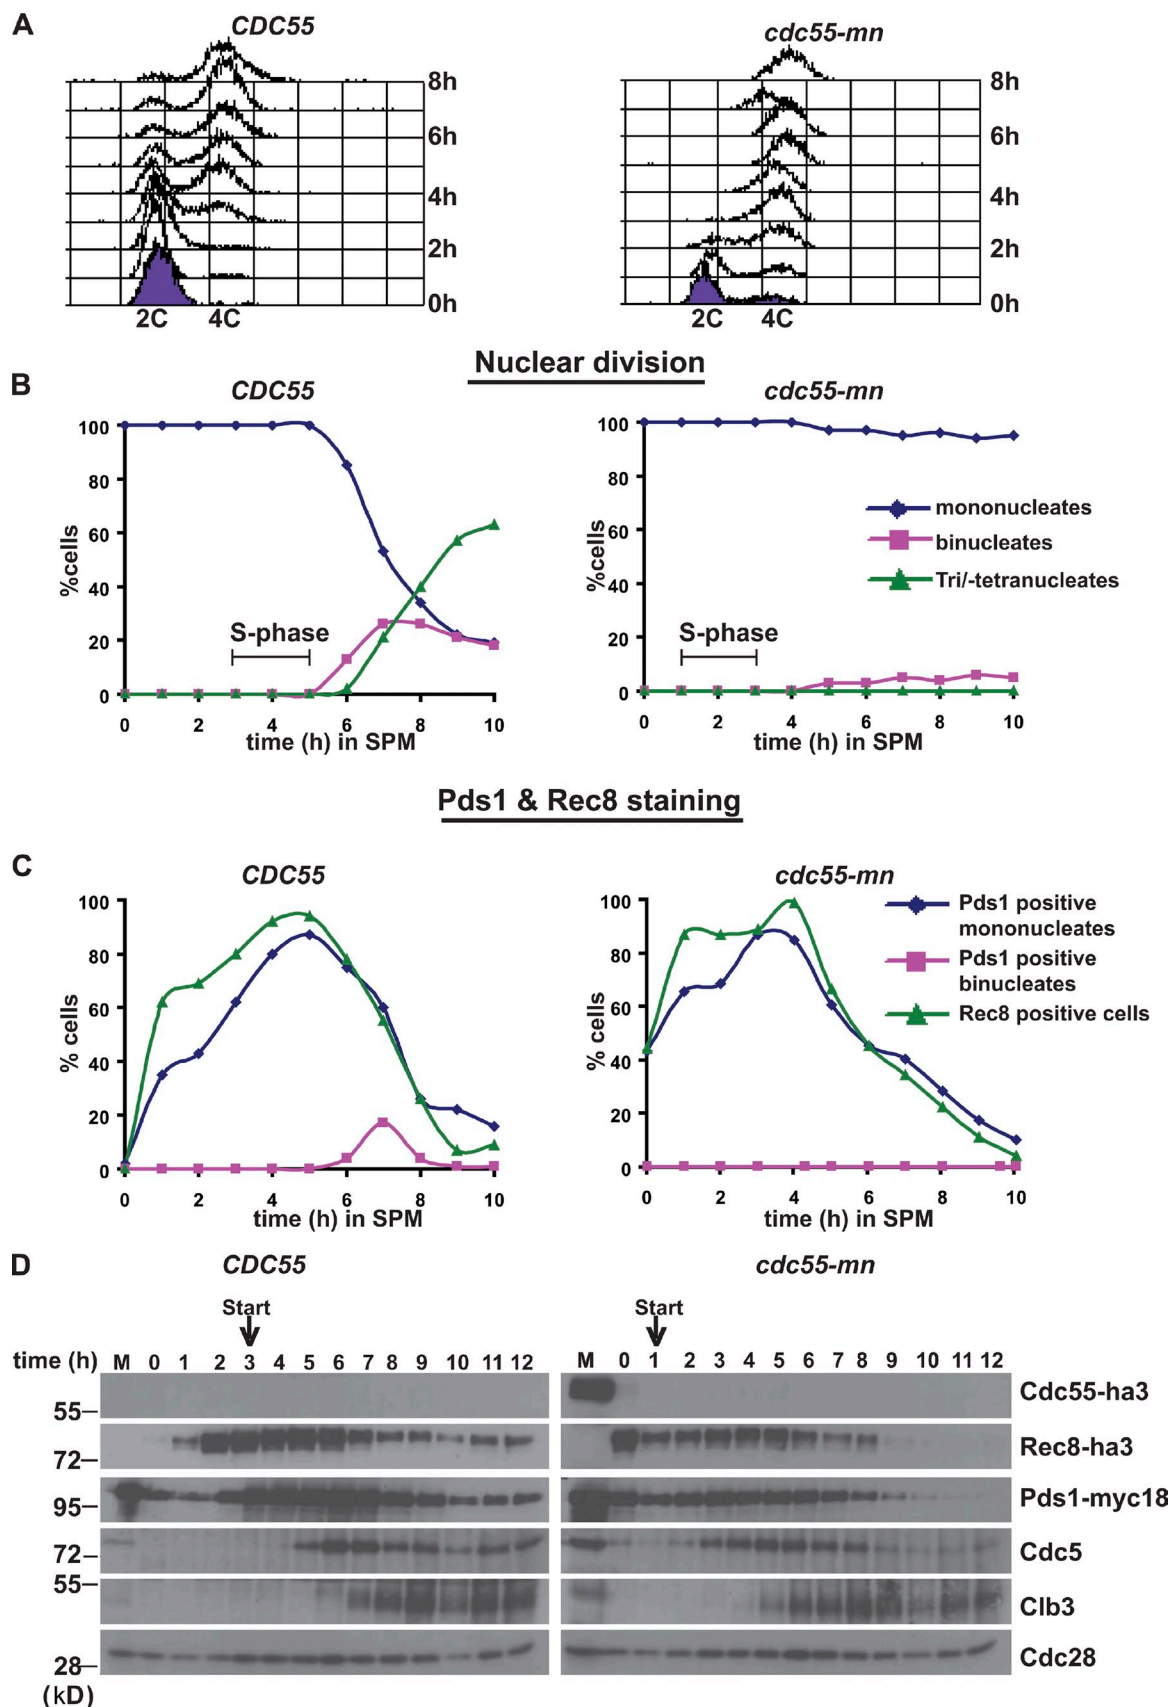 A
CDC55
cdc55-mn
8h
6h
4h
2h
0h
2C 4C
8h
6h
4h
2h
0h
2C 4C
Nuclear division
B
CDC55
cdc55-mn
%cells
100
80
60
40
20
0
S-phase
0 2 4 6 8 10
time (h) in SPM
%cells
100
80
60
40
20
0
S-phase
0 2 4 6 8 10
time (h) in SPM
mononucleates
binucleates
Tri/-tetranucleates
Pds1 & Rec8 staining
C
CDC55
cdc55-mn
% cells
100
80
60
40
20
0
0 2 4 6 8 10
time (h) in SPM
% cells
100
80
60
40
20
0
0 2 4 6 8 10
time (h) in SPM
Pds1 positive
mononucleates
Pds1 positive
binucleates
Rec8 positive cells
D
CDC55
cdc55-mn
Start
Start
time (h) M 0 1 2 3 4 5 6 7 8 9 10 11 12
M 0 1 2 3 4 5 6 7 8 9 10 11 12
55
Cdc55-ha3
72
Rec8-ha3
95
Pds1-myc18
72
Cdc5
55
Clb3
28
Cdc28
(kD)